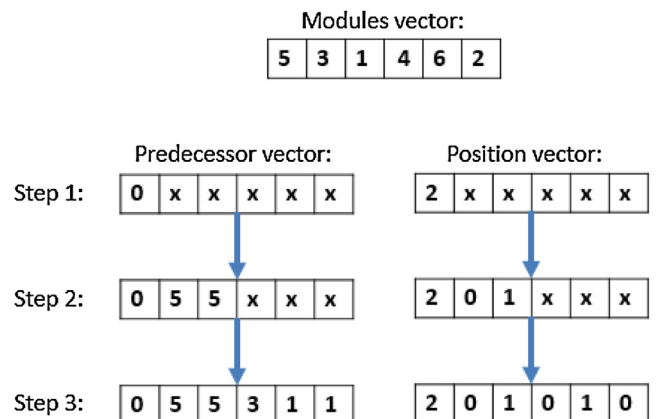 Modules vector:
5 3 1 4 6 2
Predecessor vector: Position vector:
Step 1: 0 x x x x x 2 x x x x x
Step 2: 0 5 5 x x x 2 0 1 x x x
Step 3: 0 5 5 3 1 1 2 0 1 0 1 0